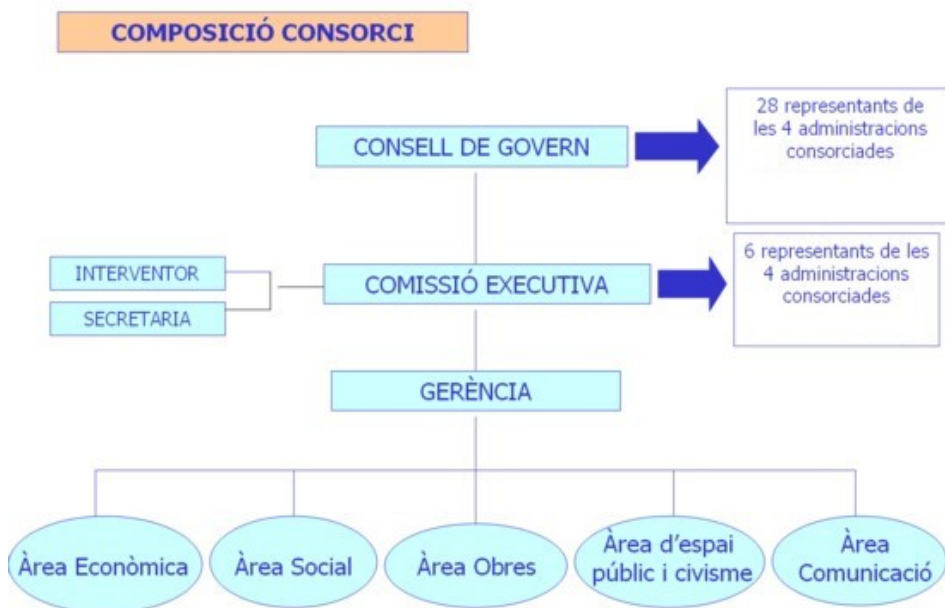 COMPOSICIÓ CONSORCI
CONSELL DE GOVERN
28 representants de
les 4 administracions
consorciades
INTERVENTOR
SECRETARIA
COMISSIÓ EXECUTIVA
6 representants de les
4 administracions
consorciades
GERÈNCIA
Àrea Econòmica
Àrea Social
Àrea Obres
Àrea d'espai
públic i civisme
Àrea
Comunicació